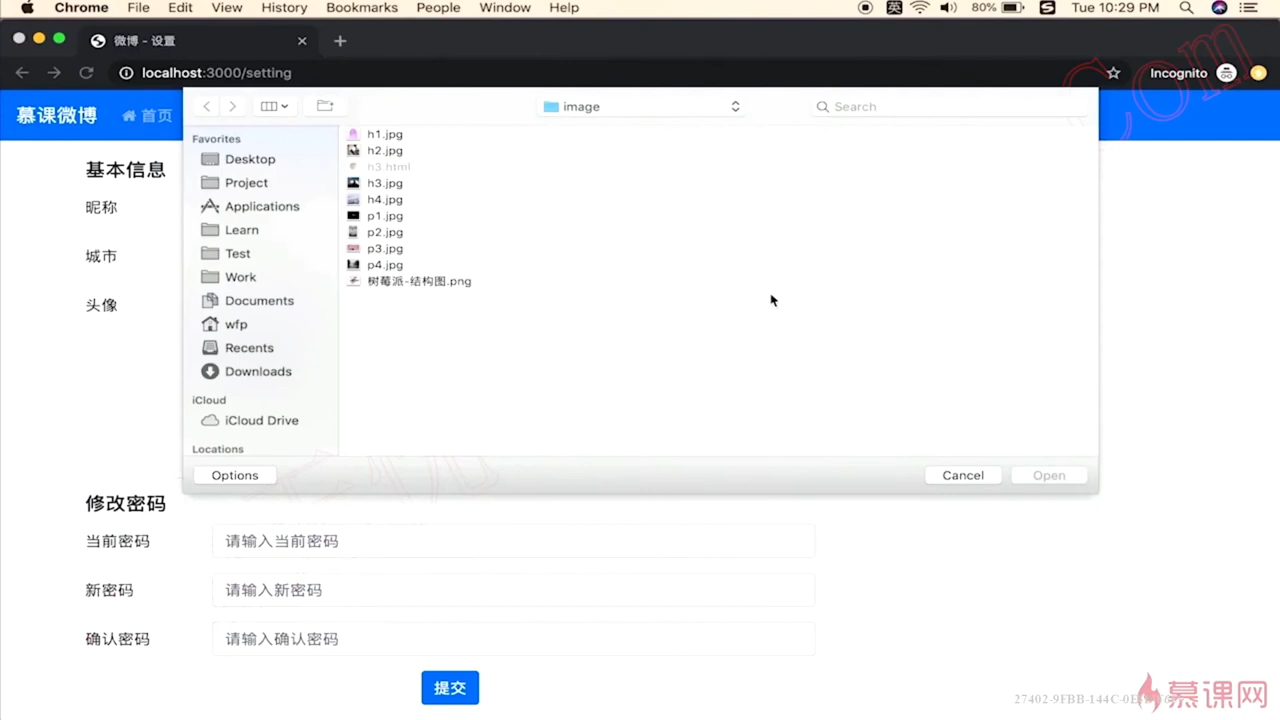 Chrome File Edit View History Bookmarks People Window Help 英 80% S Tue 10:29 PM
微博 - 设置
localhost:3000/setting Incognito
慕课微博 首页
image Search
Favorites
Desktop
Project
Applications
Learn
Test
Work
Documents
wfp
Recents
Downloads
iCloud
iCloud Drive
Locations
h1.jpg
h2.jpg
h3.html
h3.jpg
h4.jpg
p1.jpg
p2.jpg
p3.jpg
p4.jpg
树莓派-结构图.png
Options Cancel Open
基本信息
昵称
城市
头像
修改密码
当前密码 请输入当前密码
新密码 请输入新密码
确认密码 请输入确认密码
提交
慕课网